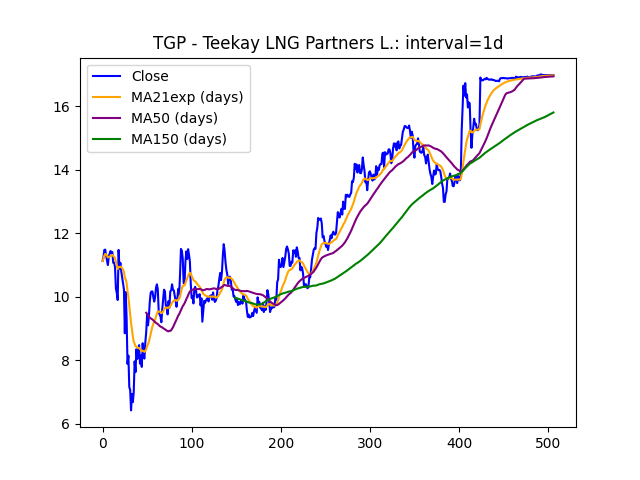 TGP - Teekay LNG Partners L.: interval=1d
Close
MA21exp (days)
MA50 (days)
MA150 (days)
16
14
12
10
8
6
0 100 200 300 400 500